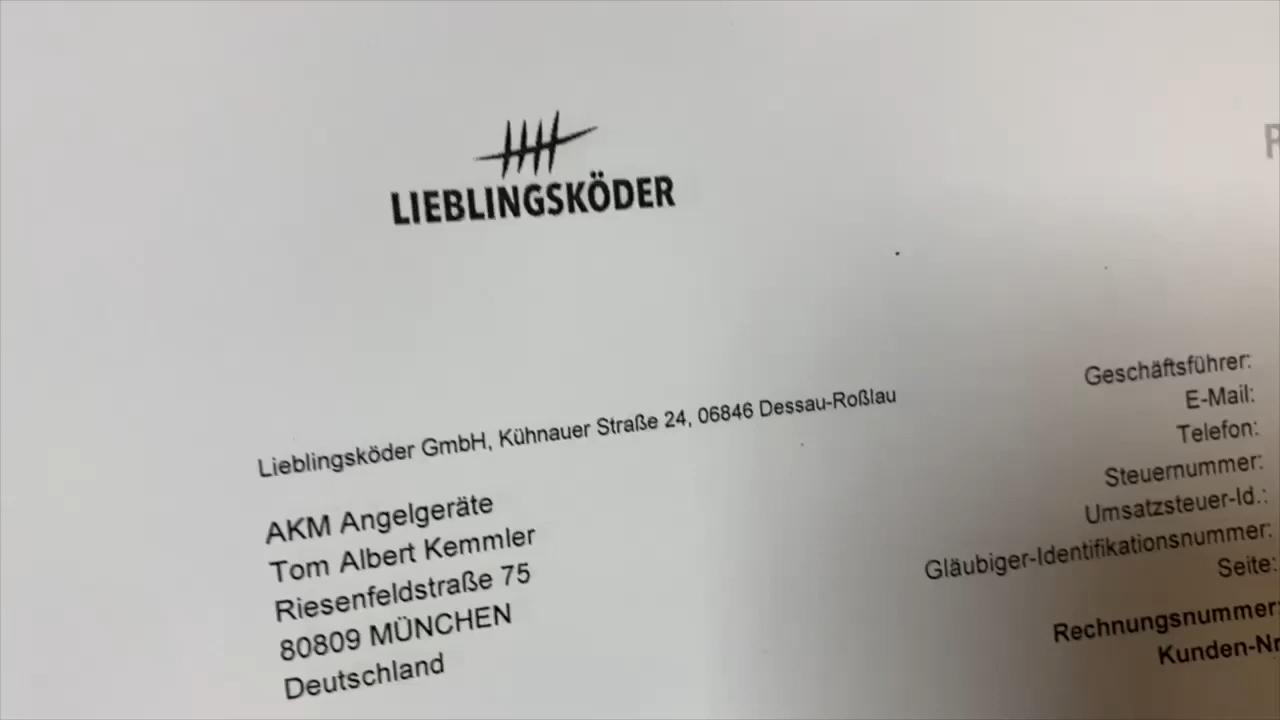 LIEBLINGSKÖDER
Lieblingsköder GmbH, Kühnauer Straße 24, 06846 Dessau-Roßlau
AKM Angelgeräte
Tom Albert Kemmler
Riesenfeldstraße 75
80809 MÜNCHEN
Deutschland
Geschäftsführer:
E-Mail:
Telefon:
Steuernummer:
Umsatzsteuer-Id.:
Gläubiger-Identifikationsnummer:
Seite:
Rechnungsnummer:
Kunden-Nr